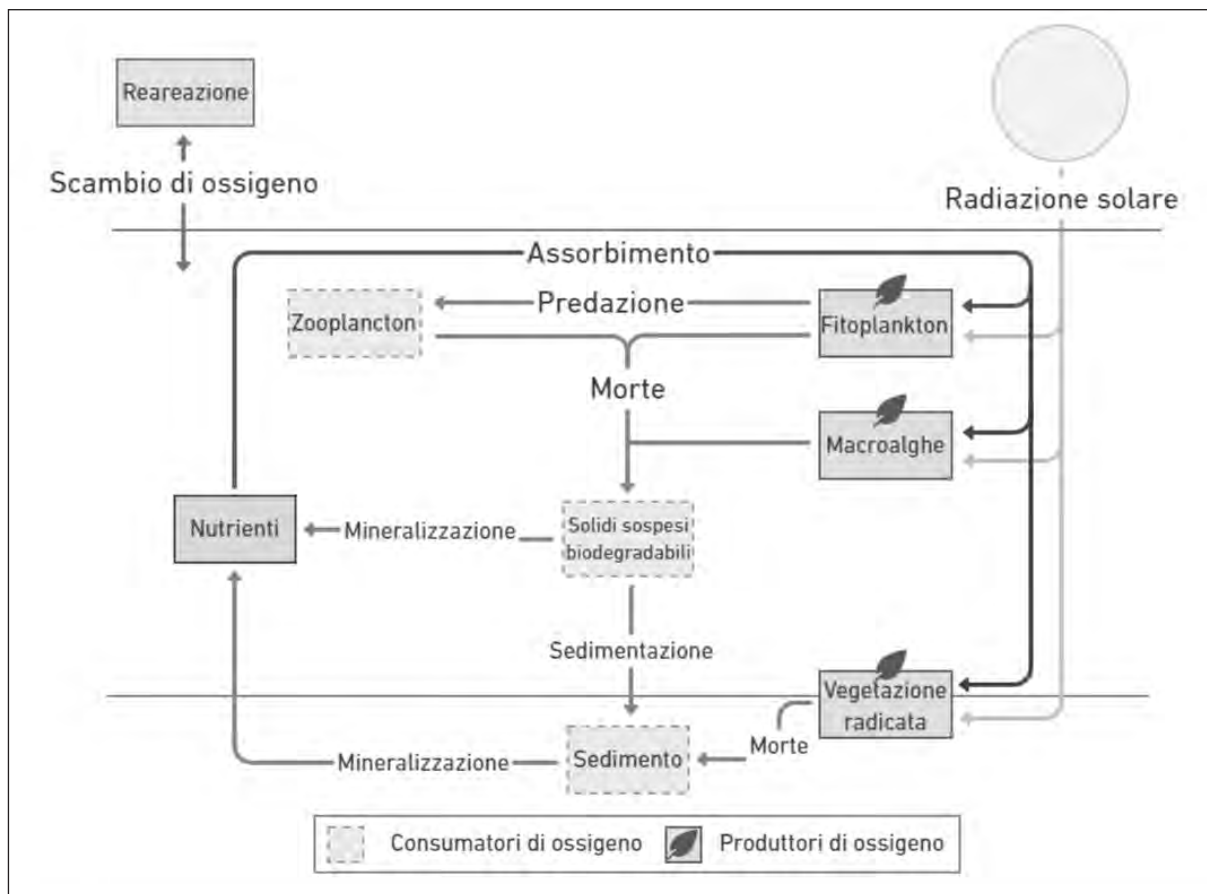 Reareazione
Scambio di ossigeno
Radiazione solare
Assorbimento
Predazione
Zooplancton
Fitoplankton
Morte
Macroalghe
Nutrienti
Mineralizzazione
Solidi sospesi
biodegradabili
Sedimentazione
Vegetazione
radicata
Morte
Sedimento
Mineralizzazione
Consumatori di ossigeno
Produttori di ossigeno